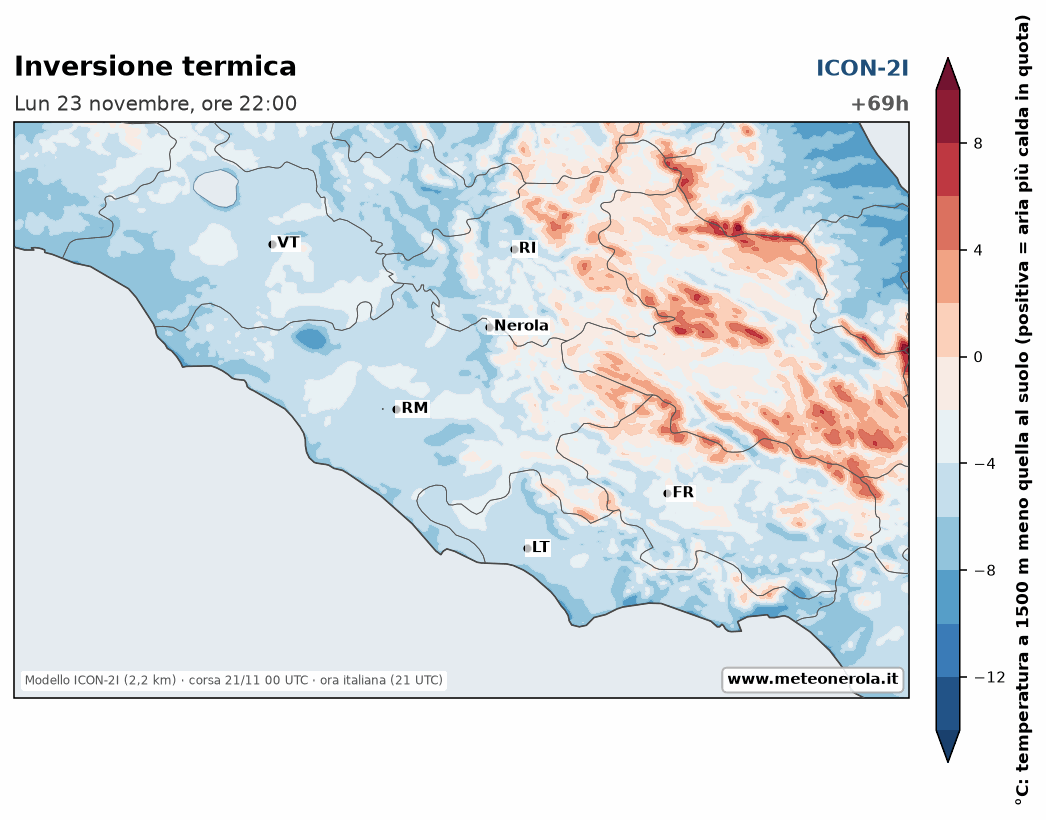 Inversione termica
ICON-2I
Lun 23 novembre, ore 22:00
+69h
VT
RI
Nerola
RM
FR
LT
Modello ICON-2I (2,2 km) · corsa 21/11 00 UTC · ora italiana (21 UTC)
www.meteonerola.it
8
4
0
−4
−8
−12
°C: temperatura a 1500 m meno quella al suolo (positiva = aria più calda in quota)